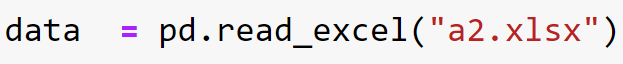 data  = pd.read_excel("a2.xlsx")